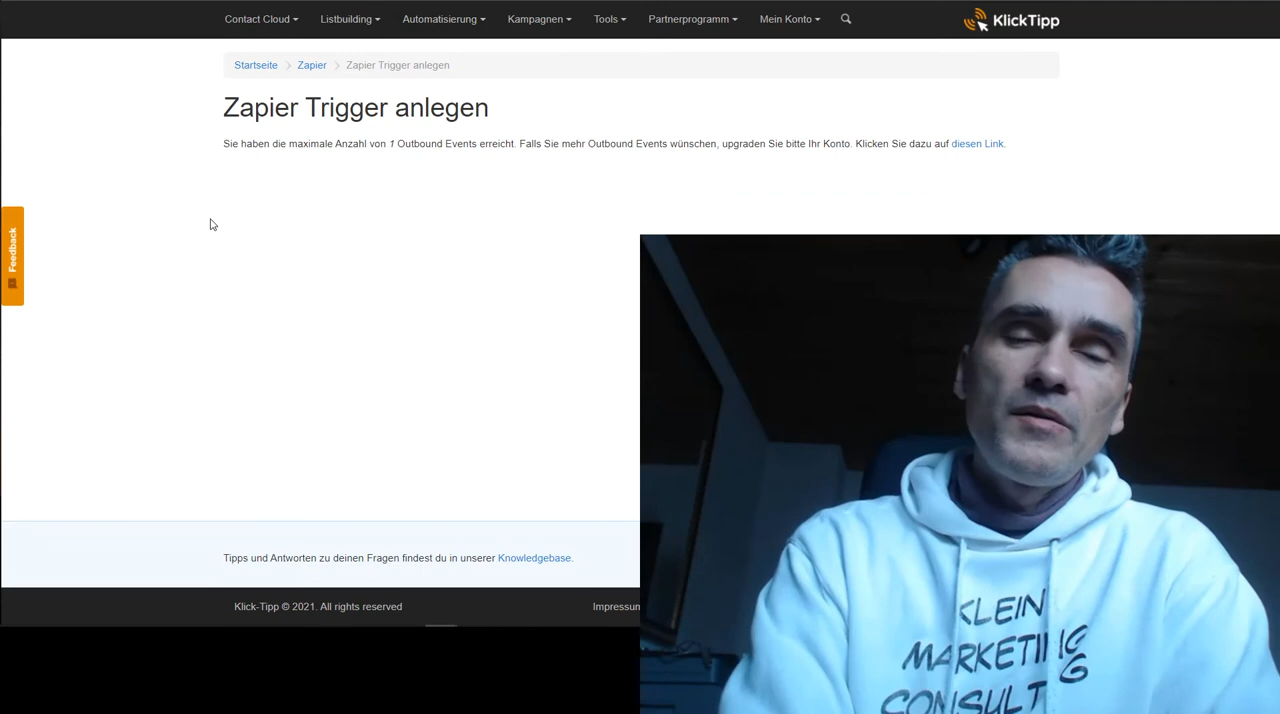 Contact Cloud Listbuilding Automatisierung Kampagnen Tools Partnerprogramm Mein Konto KlickTipp
Startseite Zapier Zapier Trigger anlegen
Zapier Trigger anlegen
Sie haben die maximale Anzahl von 1 Outbound Events erreicht. Falls Sie mehr Outbound Events wünschen, upgraden Sie bitte Ihr Konto. Klicken Sie dazu auf diesen Link.
Feedback
Tipps und Antworten zu deinen Fragen findest du in unserer Knowledgebase.
Klick-Tipp © 2021. All rights reserved Impressum
KLEIN
MARKETING